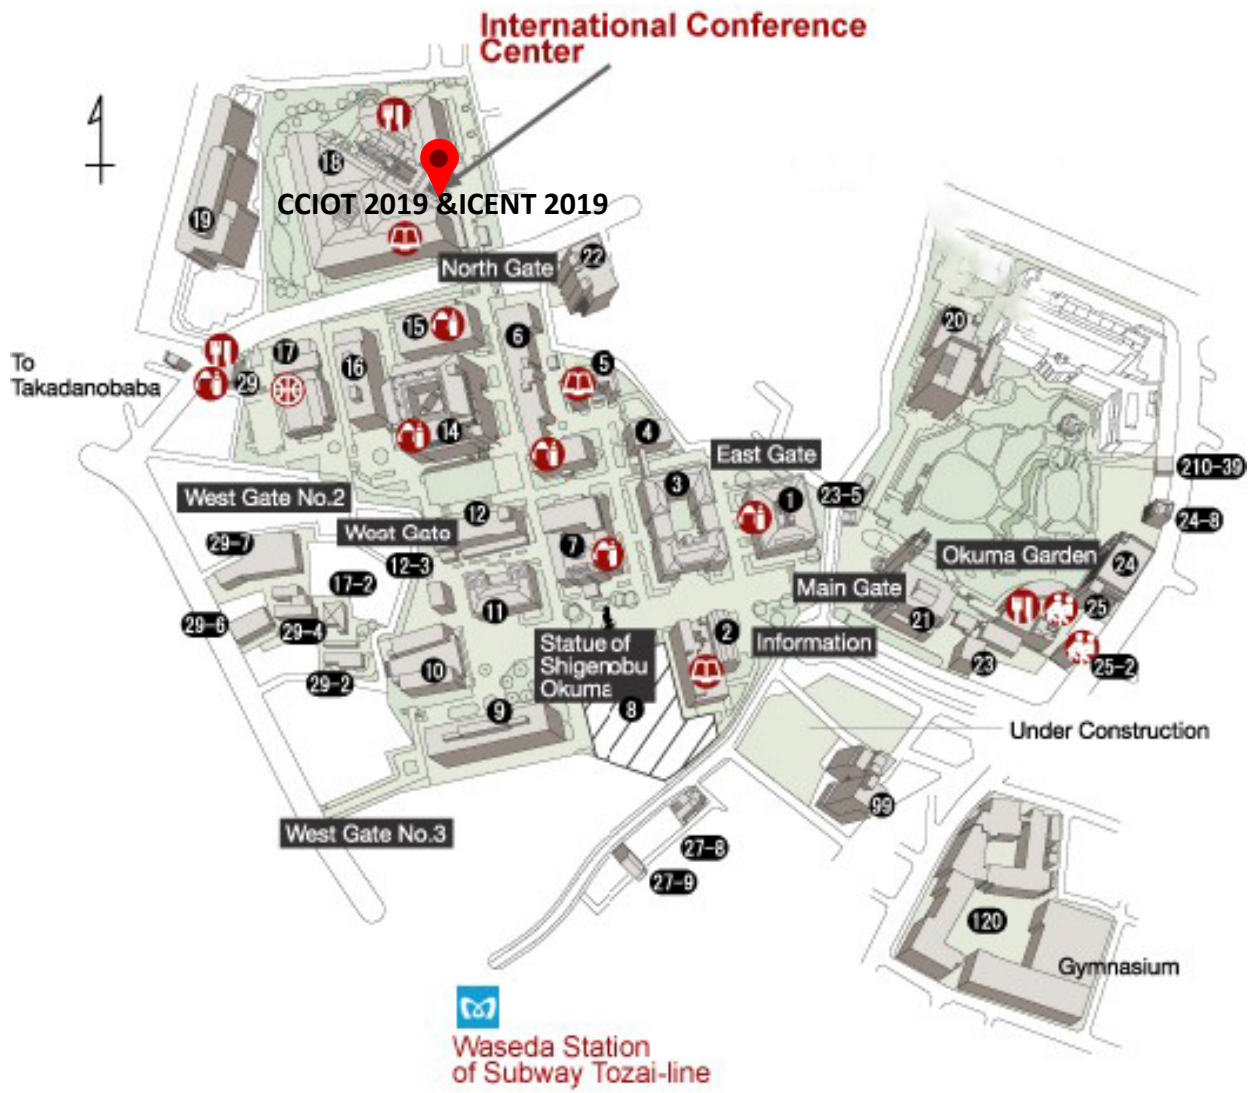 International Conference
Center
18
CCIOT 2019 &ICENT 2019
19
North Gate
22
15
6
20
To
Takadanobaba
17
16
5
29
14
4
East Gate
210-39
West Gate No.2
3
23-5
1
24-8
12
West Gate
29-7
7
Okuma Garden
24
12-3
17-2
Main Gate
11
25
29-6
29-4
21
2
Information
Statue of
Shigenobu
Okuma
10
23
25-2
29-2
8
9
Under Construction
99
West Gate No.3
27-8
27-9
120
Gymnasium
Waseda Station
of Subway Tozai-line